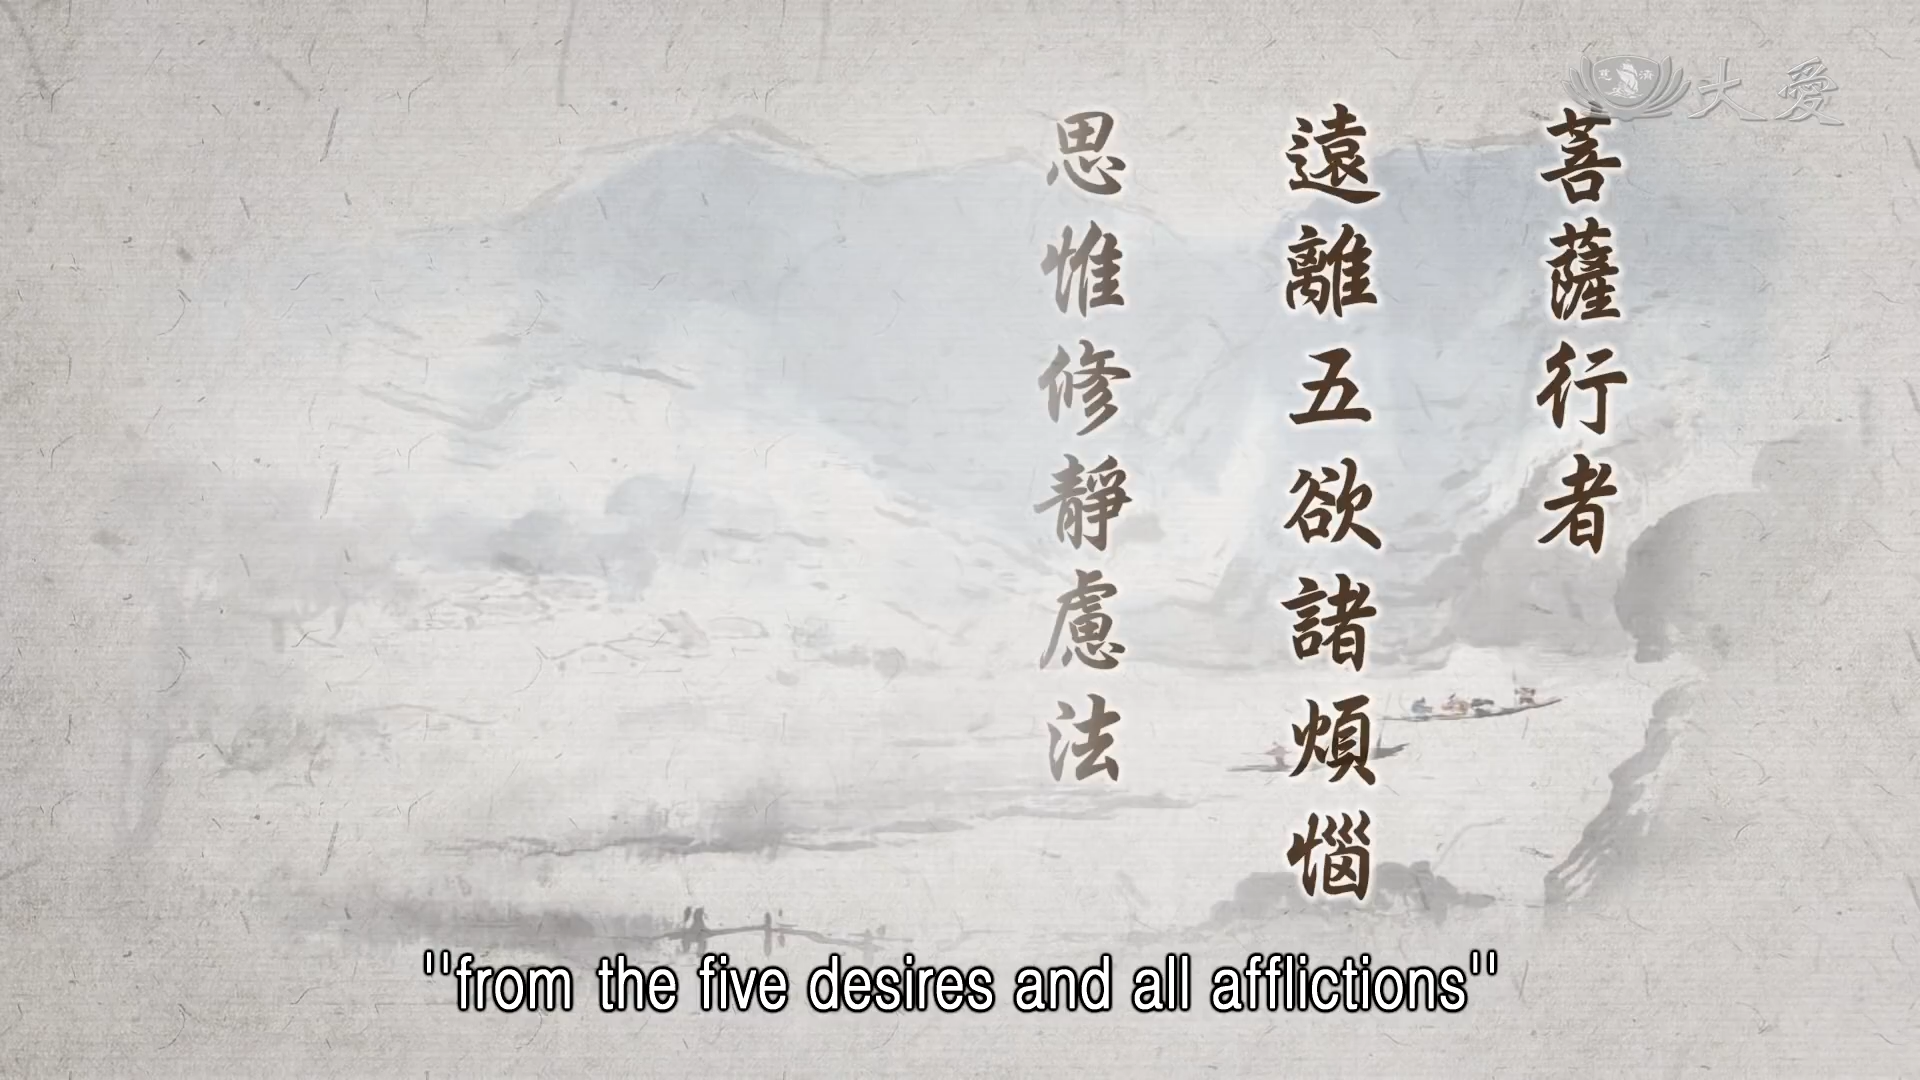 大愛
菩薩行者
遠離五欲諸煩惱
思惟修靜慮法
"from the five desires and all afflictions"